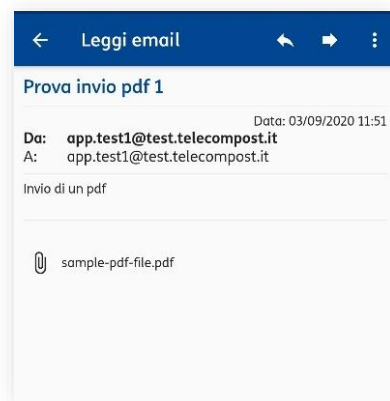 Leggi email
Prova invio pdf 1
Data: 03/09/2020 11:51
Da: app.test1@test.telecompost.it
A: app.test1@test.telecompost.it
Invio di un pdf
sample-pdf-file.pdf